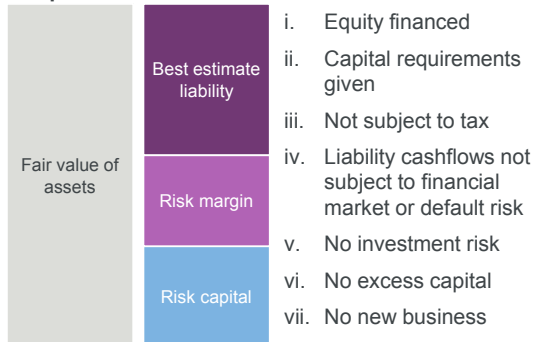 Fair value of
assets
Best estimate
liability
Risk margin
Risk capital
i. Equity financed
ii. Capital requirements
given
iii. Not subject to tax
iv. Liability cashflows not
subject to financial
market or default risk
v. No investment risk
vi. No excess capital
vii. No new business